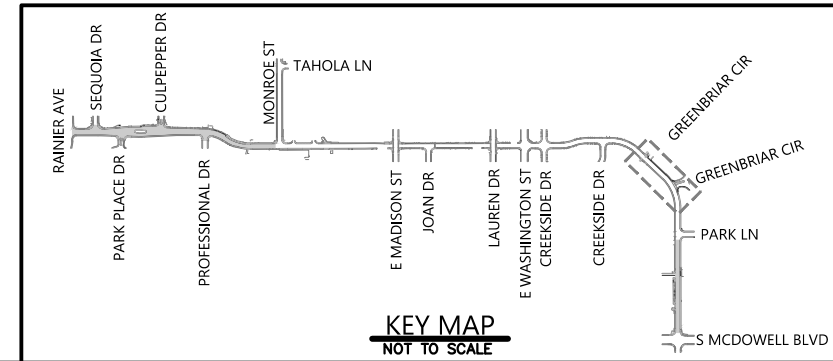 RAINIER AVE
SEQUOIA DR
CULPEPPER DR
PARK PLACE DR
PROFESSIONAL DR
MONROE ST
TAHOLA LN
E MADISON ST
JOAN DR
LAUREN DR
E WASHINGTON ST
CREEKSIDE DR
CREEKSIDE DR
GREENBRIAR CIR
GREENBRIAR CIR
PARK LN
S MCDOWELL BLVD
KEY MAP
NOT TO SCALE